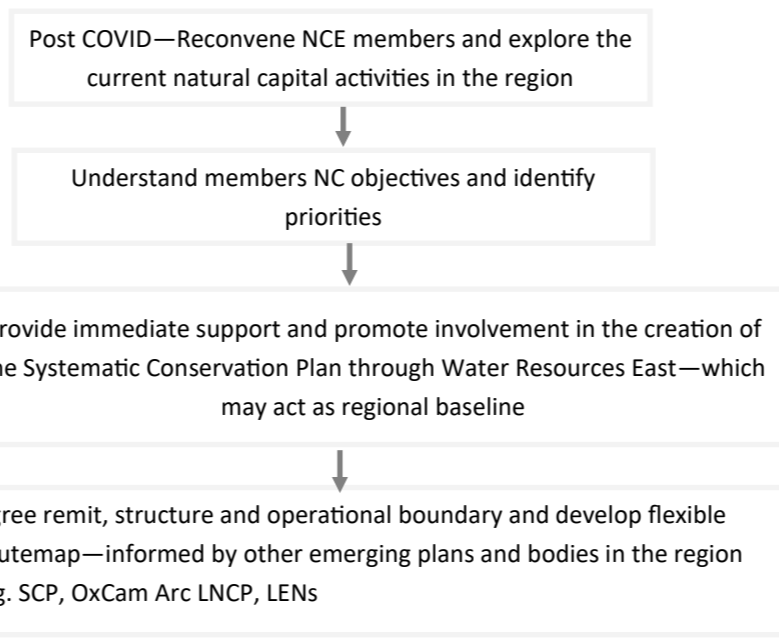 Post COVID—Reconvene NCE members and explore the
current natural capital activities in the region
Understand members NC objectives and identify
priorities
rovide immediate support and promote involvement in the creation of
he Systematic Conservation Plan through Water Resources East—which
may act as regional baseline
gree remit, structure and operational boundary and develop flexible
utemap—informed by other emerging plans and bodies in the region
g. SCP, OxCam Arc LNCP, LENs